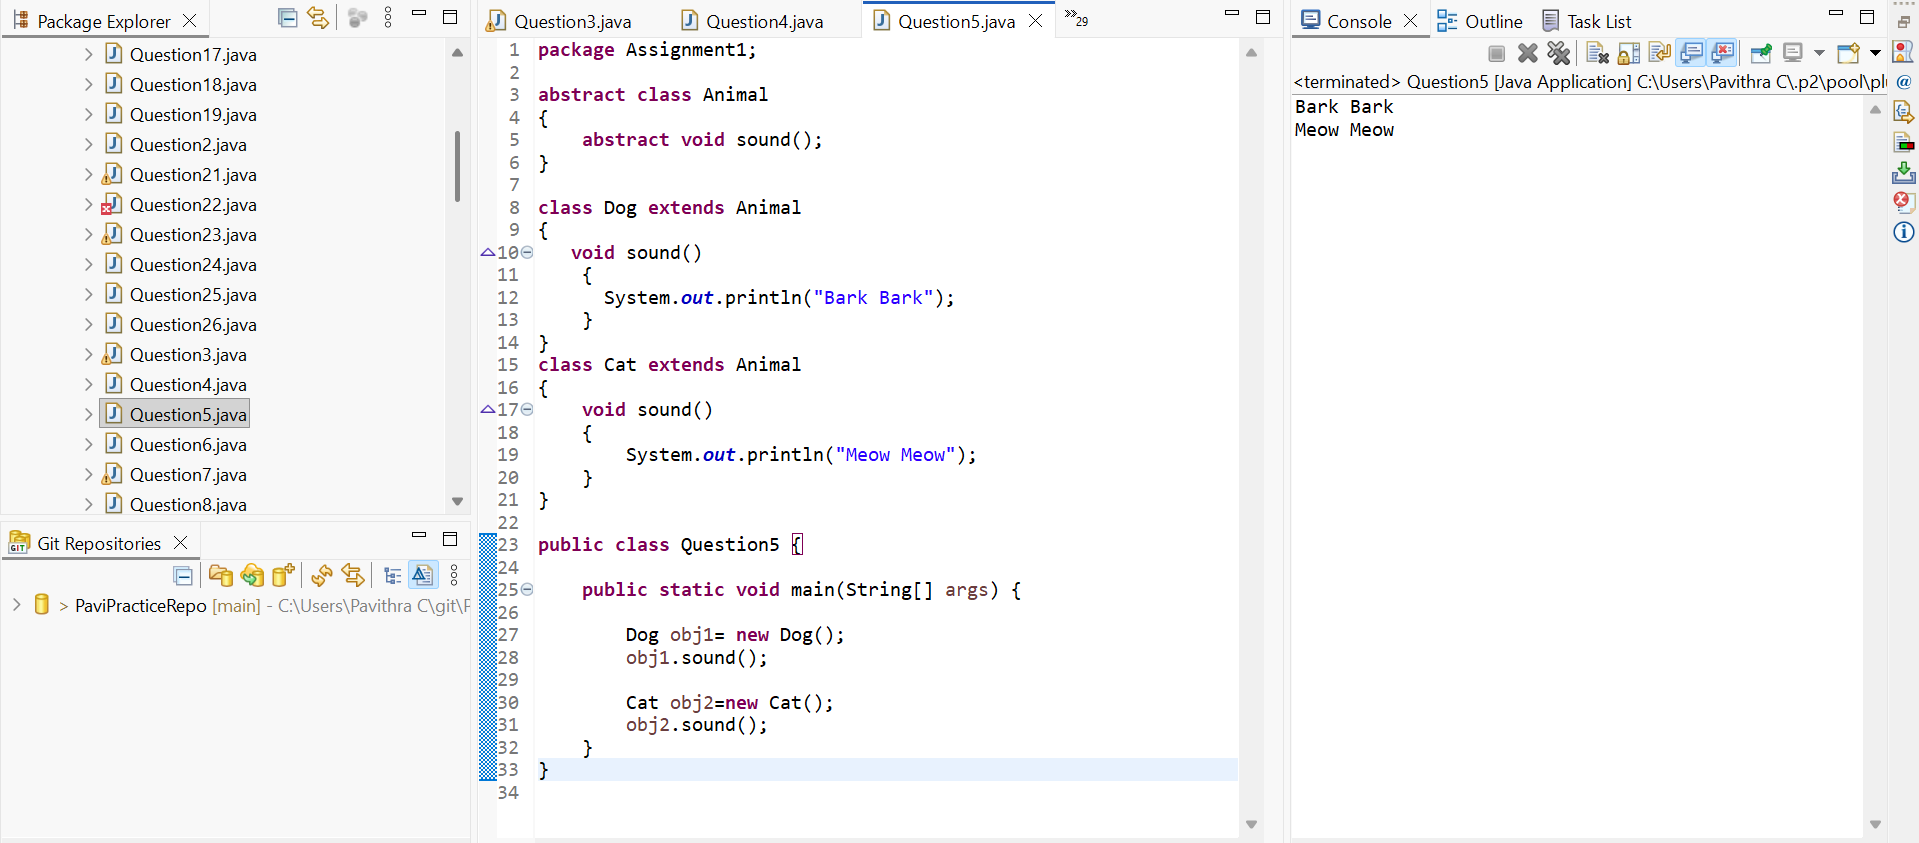 Package Explorer
Question17.java
Question18.java
Question19.java
Question2.java
Question21.java
Question22.java
Question23.java
Question24.java
Question25.java
Question26.java
Question3.java
Question4.java
Question5.java
Question6.java
Question7.java
Question8.java
Git Repositories
> PaviPracticeRepo [main] - C:\Users\Pavithra C\git\P
Question3.java Question4.java Question5.java »29
1 package Assignment1;
2
3 abstract class Animal
4 {
5     abstract void sound();
6 }
7
8 class Dog extends Animal
9 {
10    void sound()
11     {
12       System.out.println("Bark Bark");
13     }
14 }
15 class Cat extends Animal
16 {
17     void sound()
18     {
19         System.out.println("Meow Meow");
20     }
21 }
22
23 public class Question5 {
24
25     public static void main(String[] args) {
26
27         Dog obj1= new Dog();
28         obj1.sound();
29
30         Cat obj2=new Cat();
31         obj2.sound();
32     }
33 }
34
Console Outline Task List
<terminated> Question5 [Java Application] C:\Users\Pavithra C\.p2\pool\plu
Bark Bark
Meow Meow